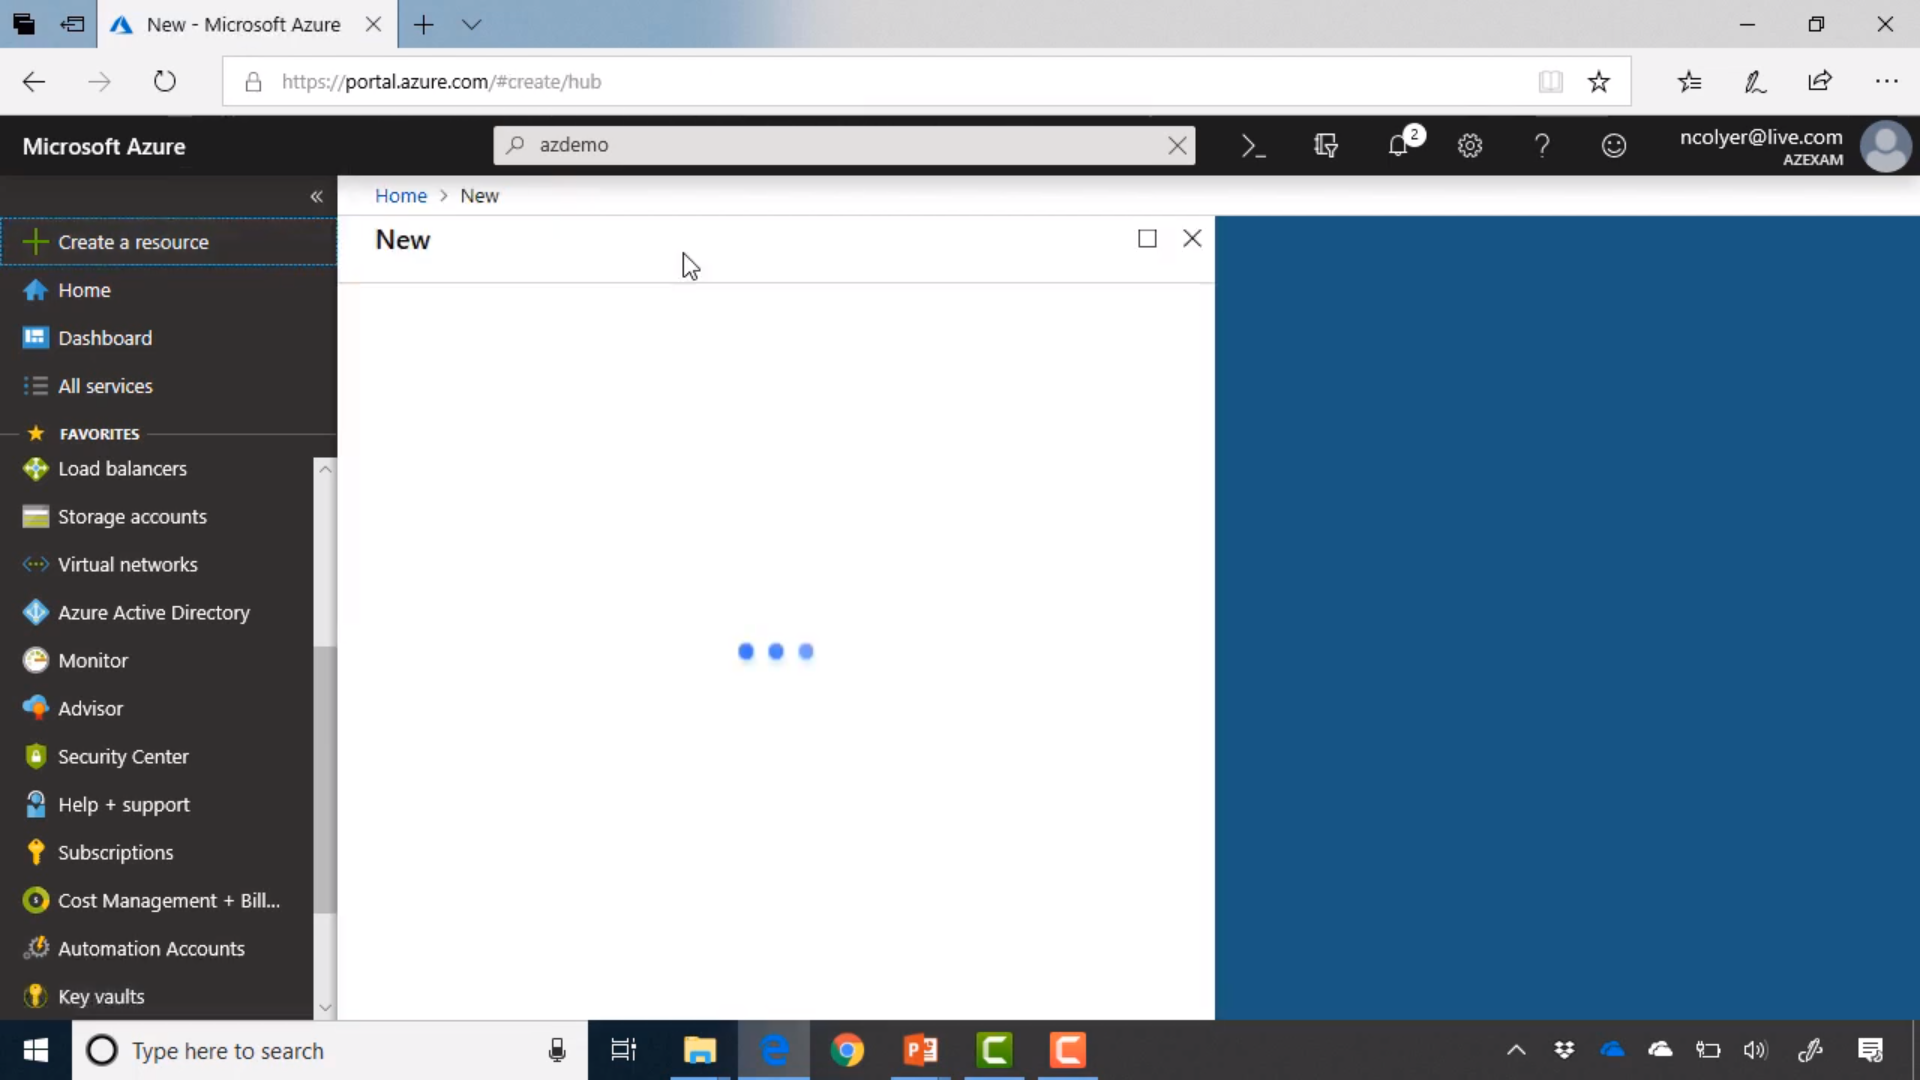 New - Microsoft Azure
https://portal.azure.com/#create/hub
Microsoft Azure
azdemo
2
ncolyer@live.com
AZEXAM
Home > New
Create a resource
New
Home
Dashboard
All services
FAVORITES
Load balancers
Storage accounts
Virtual networks
Azure Active Directory
Monitor
Advisor
Security Center
Help + support
Subscriptions
Cost Management + Bill...
Automation Accounts
Key vaults
Type here to search